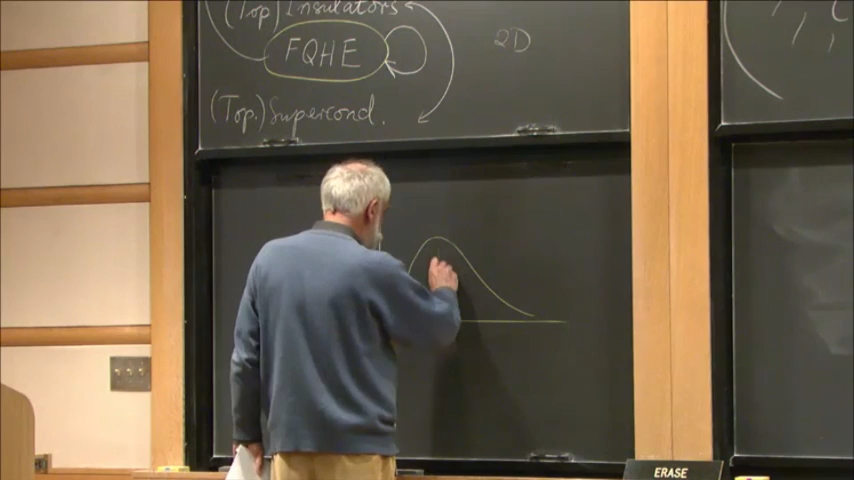 (Top) Insulators
FQHE
2D
(Top.) Supercond.
ERASE